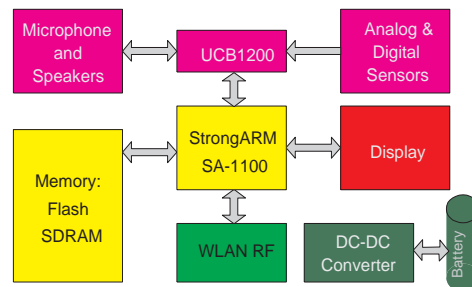 Microphone
and
Speakers
UCB1200
Analog &
Digital
Sensors
StrongARM
SA-1100
Display
Memory:
Flash
SDRAM
WLAN RF
DC-DC
Converter
Battery